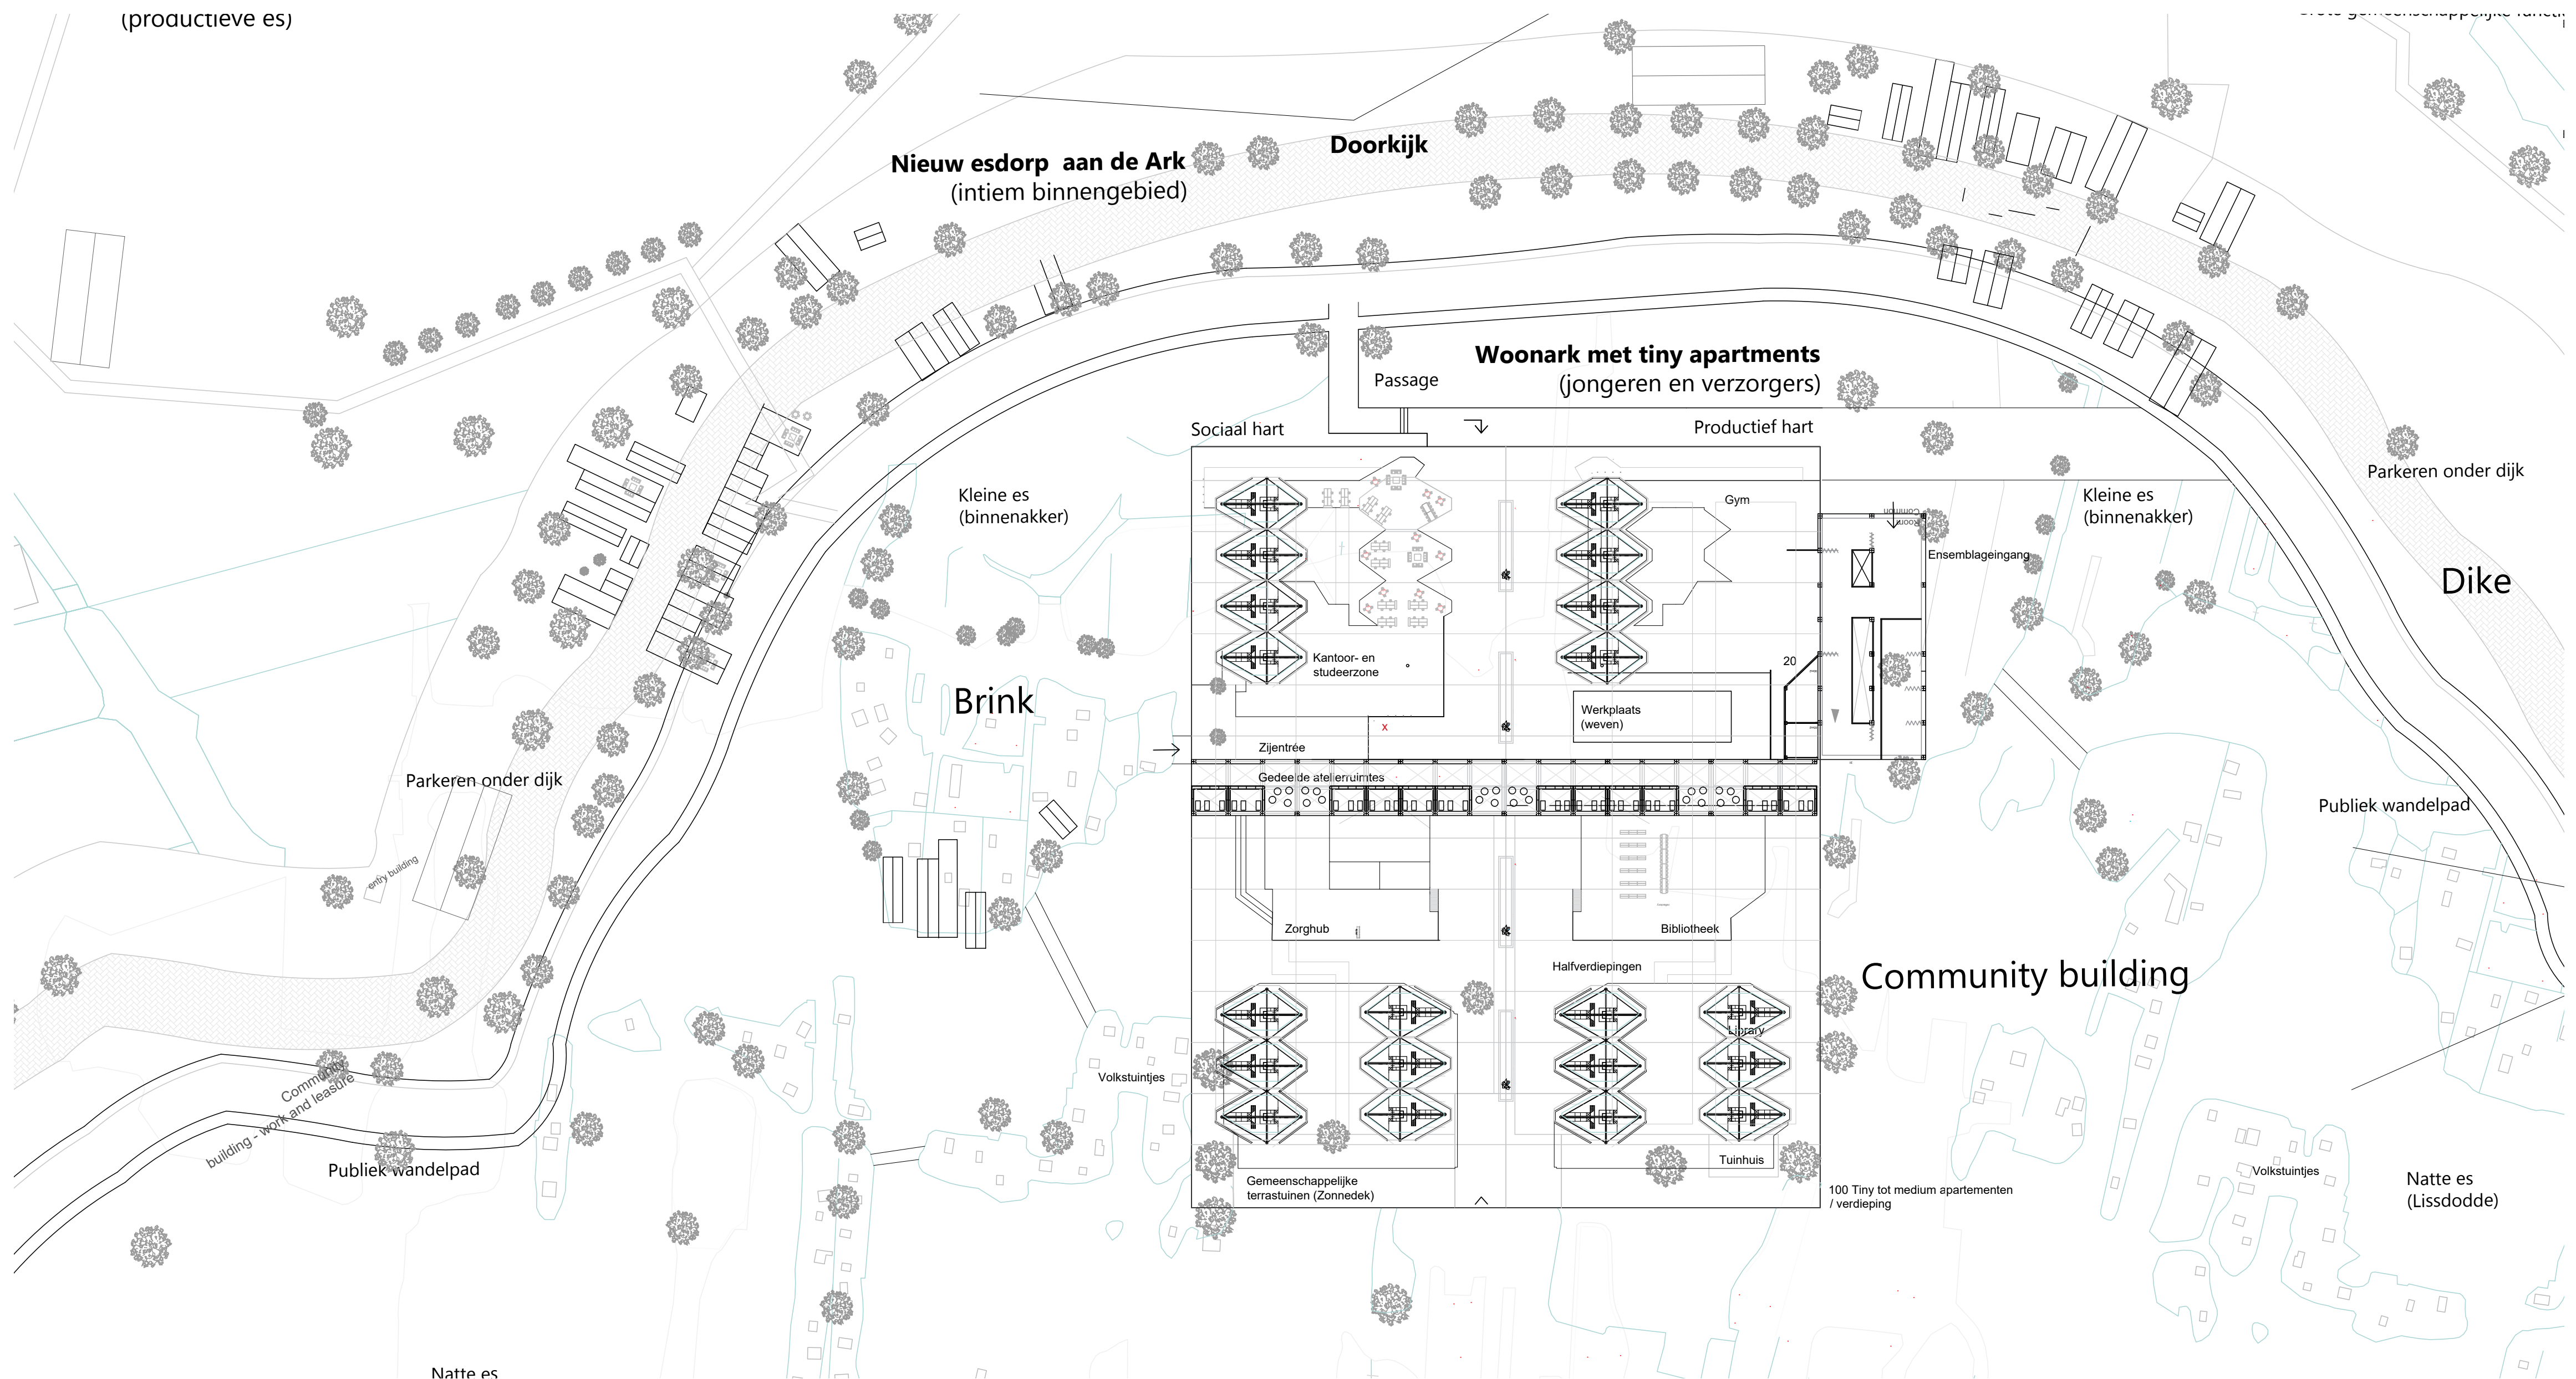 (productieve es)
Nieuw esdorp aan de Ark
(intiem binnengebied)
Doorkijk
Woonark met tiny apartments
(jongeren en verzorgers)
Passage
Sociaal hart
Productief hart
Parkeren onder dijk
Kleine es
(binnenakker)
Kleine es
(binnenakker)
Gym
Common
Room
Ensemblageingang
Dike
Kantoor- en
studeerzone
20
Brink
Werkplaats
(weven)
x
Zijentrée
Gedeelde atelierruimtes
Parkeren onder dijk
Publiek wandelpad
entry building
Zorghub
Bibliotheek
Halfverdiepingen
Community building
Library
Volkstuintjes
Community
building - work and leasure
Publiek wandelpad
Tuinhuis
Gemeenschappelijke
terrastuinen (Zonnedek)
100 Tiny tot medium apartementen
/ verdieping
Volkstuintjes
Natte es
(Lissdodde)
Natte es